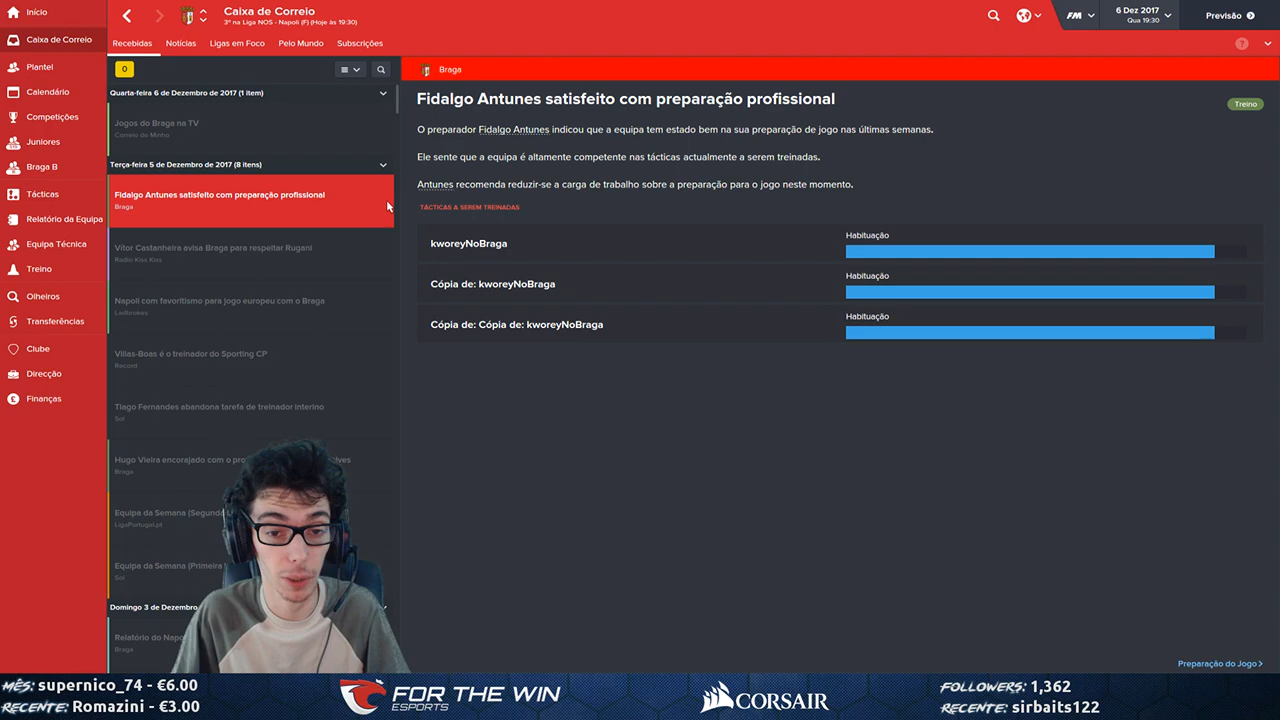 Início
Caixa de Correio
Plantel
Calendário
Competições
Juniores
Braga B
Tácticas
Relatório da Equipa
Equipa Técnica
Treino
Olheiros
Transferências
Clube
Direcção
Finanças
Caixa de Correio
3º na Liga NOS - Napoli (F) (Hoje às 19:30)
FM
6 Dez 2017
Qua 19:30
Previsão
Recebidas
Notícias
Ligas em Foco
Pelo Mundo
Subscrições
?
0
Quarta-feira 6 de Dezembro de 2017 (1 item)
Jogos do Braga na TV
Correio do Minho
Terça-feira 5 de Dezembro de 2017 (8 itens)
Fidalgo Antunes satisfeito com preparação profissional
Braga
Vítor Castanheira avisa Braga para respeitar Rugani
Radio Kiss Kiss
Napoli com favoritismo para jogo europeu com o Braga
Ladbrokes
Villas-Boas é o treinador do Sporting CP
Record
Tiago Fernandes abandona tarefa de treinador interino
Sol
Hugo Vieira encorajado com o
Braga
Equipa da Semana (Segunda
LigaPortugal.pt
Equipa da Semana (Primeira
Sol
Domingo 3 de Dezembro
Relatório do
Braga
Braga
Fidalgo Antunes satisfeito com preparação profissional
Treino
O preparador Fidalgo Antunes indicou que a equipa tem estado bem na sua preparação de jogo nas últimas semanas.
Ele sente que a equipa é altamente competente nas tácticas actualmente a serem treinadas.
Antunes recomenda reduzir-se a carga de trabalho sobre a preparação para o jogo neste momento.
TÁCTICAS A SEREM TREINADAS
kworeyNoBraga
Habituação
Cópia de: kworeyNoBraga
Habituação
Cópia de: Cópia de: kworeyNoBraga
Habituação
Preparação do Jogo
MÊS: supernico_74 - €6.00
RECENTE: Romazini - €3.00
FOR THE WIN
ESPORTS
CORSAIR
FOLLOWERS: 1,362
RECENTE: sirbaits122